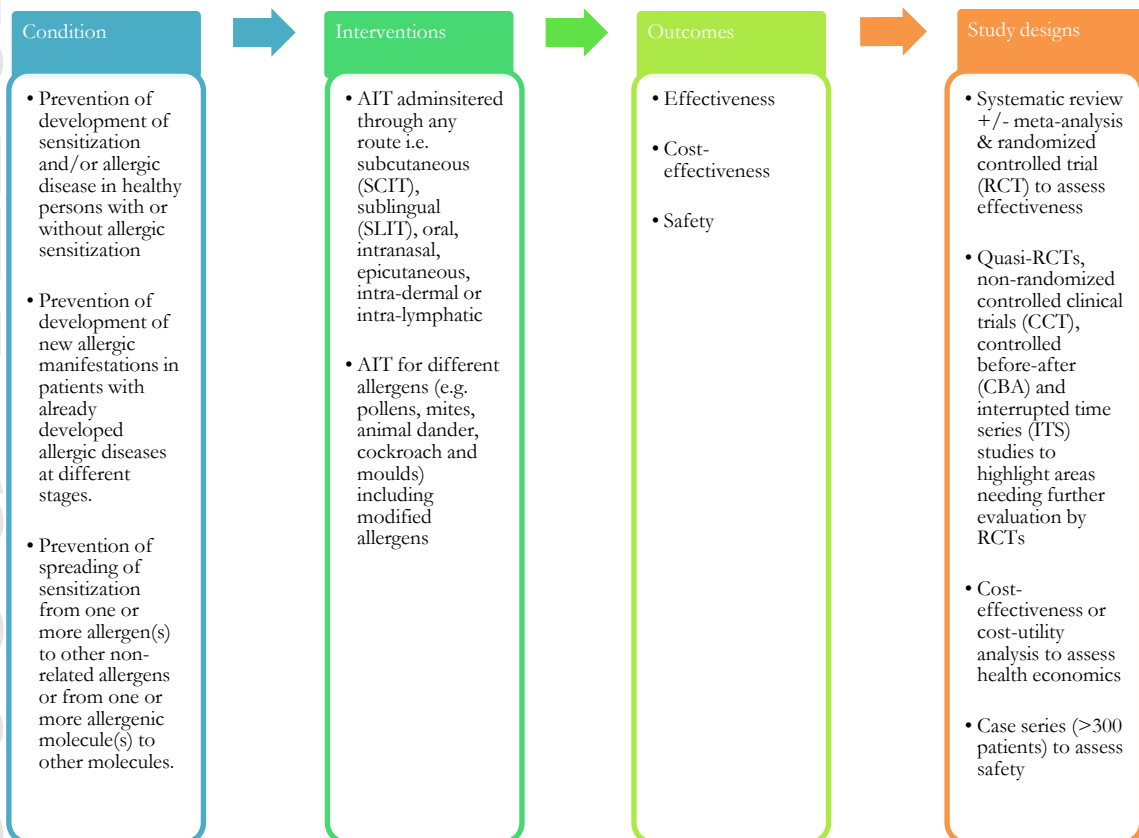 Condition
• Prevention of
development of
sensitization
and/or allergic
disease in healthy
persons with or
without allergic
sensitization
• Prevention of
development of
new allergic
manifestations in
patients with
already
developed
allergic diseases
at different
stages.
• Prevention of
spreading of
sensitization
from one or
more allergen(s)
to other non-
related allergens
or from one or
more allergenic
molecule(s) to
other molecules.
Interventions
• AIT adminsitered
through any
route i.e.
subcutaneous
(SCIT),
sublingual
(SLIT), oral,
intranasal,
epicutaneous,
intra-dermal or
intra-lymphatic
• AIT for different
allergens (e.g.
pollens, mites,
animal dander,
cockroach and
moulds)
including
modified
allergens
Outcomes
• Effectiveness
• Cost-
effectiveness
• Safety
Study designs
• Systematic review
+/- meta-analysis
& randomized
controlled trial
(RCT) to assess
effectiveness
• Quasi-RCTs,
non-randomized
controlled clinical
trials (CCT),
controlled
before-after
(CBA) and
interrupted time
series (ITS)
studies to
highlight areas
needing further
evaluation by
RCTs
• Cost-
effectiveness or
cost-utility
analysis to assess
health economics
• Case series (>300
patients) to assess
safety